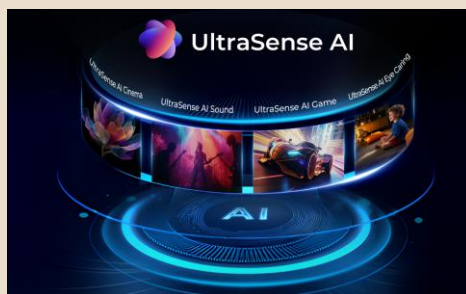 UltraSense AI
UltraSense AI Cinema
UltraSense AI Sound
UltraSense AI Game
UltraSense AI Eye Caring
AI